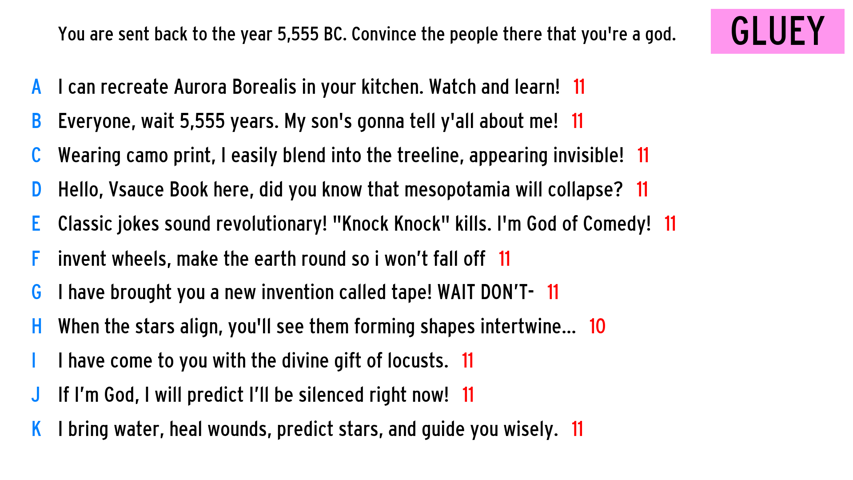 You are sent back to the year 5,555 BC. Convince the people there that you're a god.
GLUEY
A I can recreate Aurora Borealis in your kitchen. Watch and learn! 11
B Everyone, wait 5,555 years. My son's gonna tell y'all about me! 11
C Wearing camo print, I easily blend into the treeline, appearing invisible! 11
D Hello, Vsauce Book here, did you know that mesopotamia will collapse? 11
E Classic jokes sound revolutionary! "Knock Knock" kills. I'm God of Comedy! 11
F invent wheels, make the earth round so i won’t fall off 11
G I have brought you a new invention called tape! WAIT DON’T- 11
H When the stars align, you'll see them forming shapes intertwine... 10
I I have come to you with the divine gift of locusts. 11
J If I’m God, I will predict I’ll be silenced right now! 11
K I bring water, heal wounds, predict stars, and guide you wisely. 11